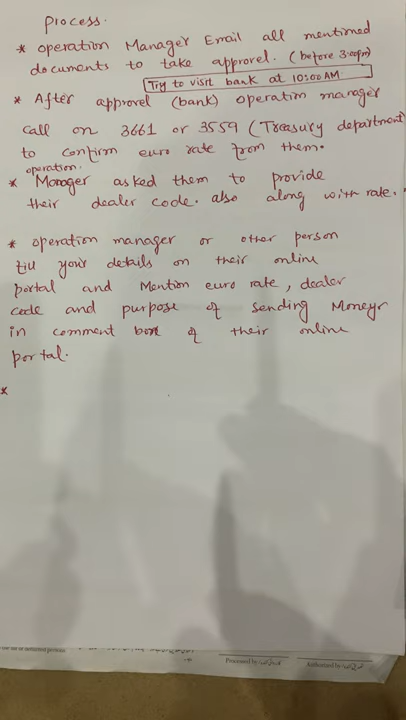 process.
* operation Manager Email all mentioned
documents to take approvel. (before 3:00pm)
Try to visit bank at 10:00 AM
* After approvel (bank) operation manager
call on 3661 or 3559 (Treasury department)
to confirm euro rate from them.
operation.
* Manager asked them to provide
their dealer code. also along with rate.
* operation manager or other person
fill your details on their online
portal and Mention euro rate, dealer
code and purpose of sending Money
in comment box of their online
portal.
*
Processed by
Authorized by